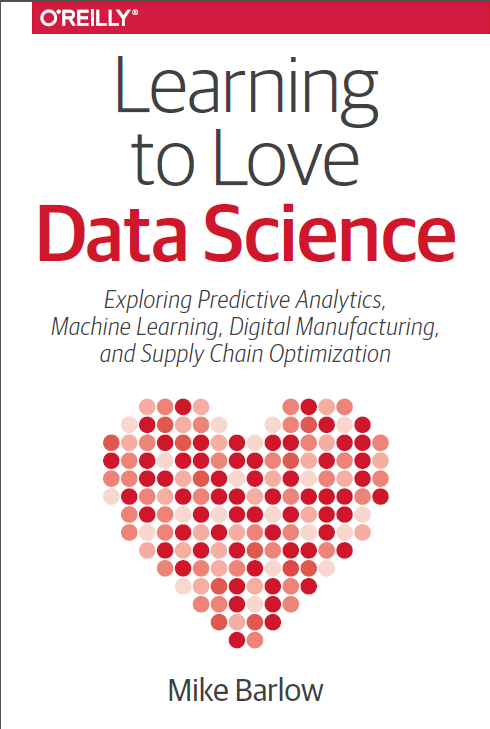 O'REILLY®
Learning
to Love
Data Science
Exploring Predictive Analytics,
Machine Learning, Digital Manufacturing,
and Supply Chain Optimization
Mike Barlow